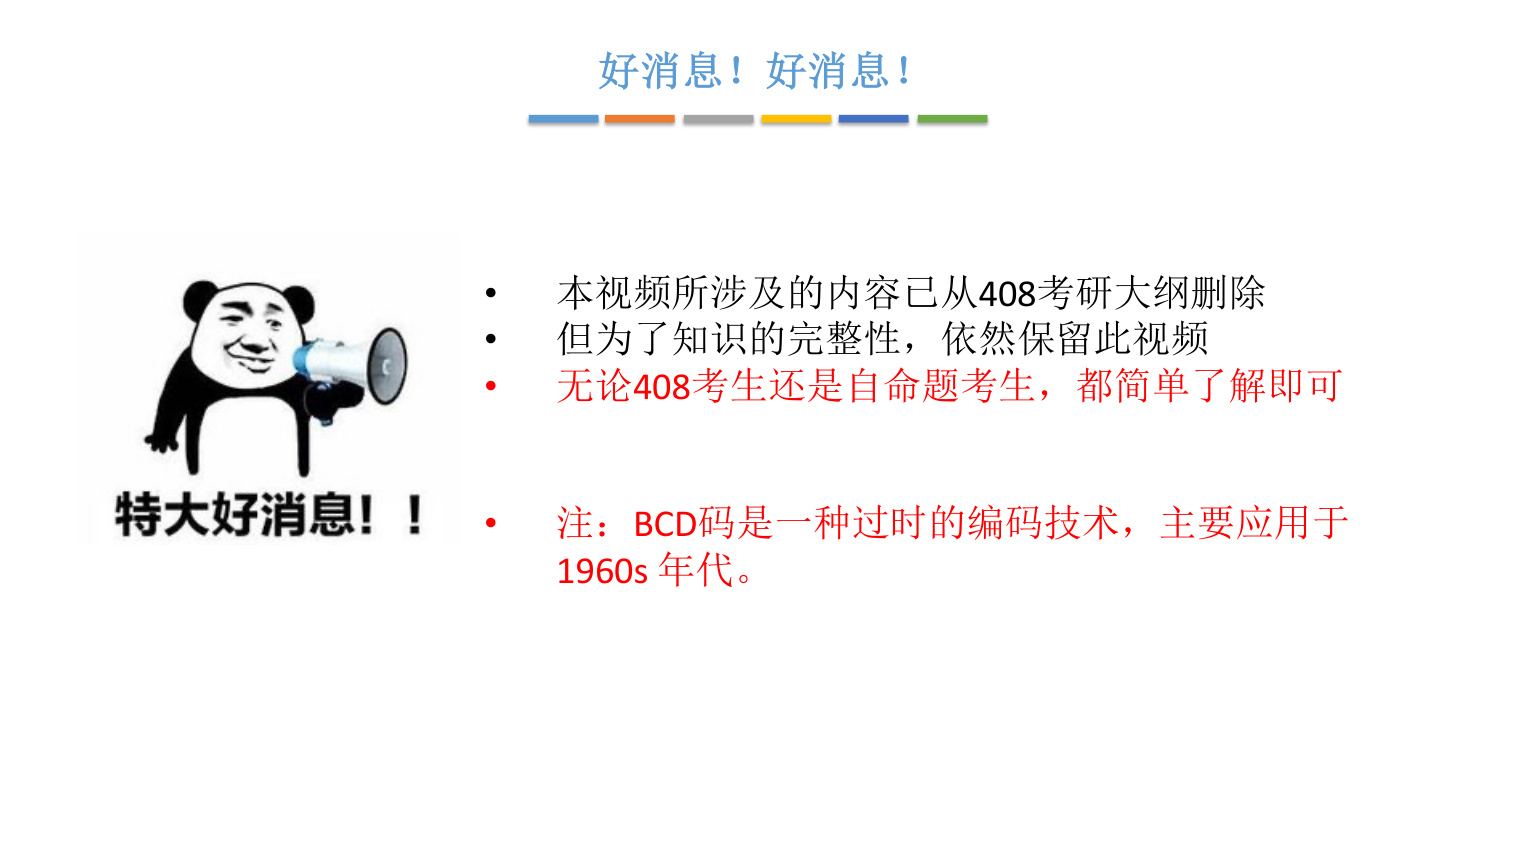 好消息！好消息！
• 本视频所涉及的内容已从408考研大纲删除
• 但为了知识的完整性，依然保留此视频
• 无论408考生还是自命题考生，都简单了解即可
特大好消息！！
• 注：BCD码是一种过时的编码技术，主要应用于
1960s 年代。